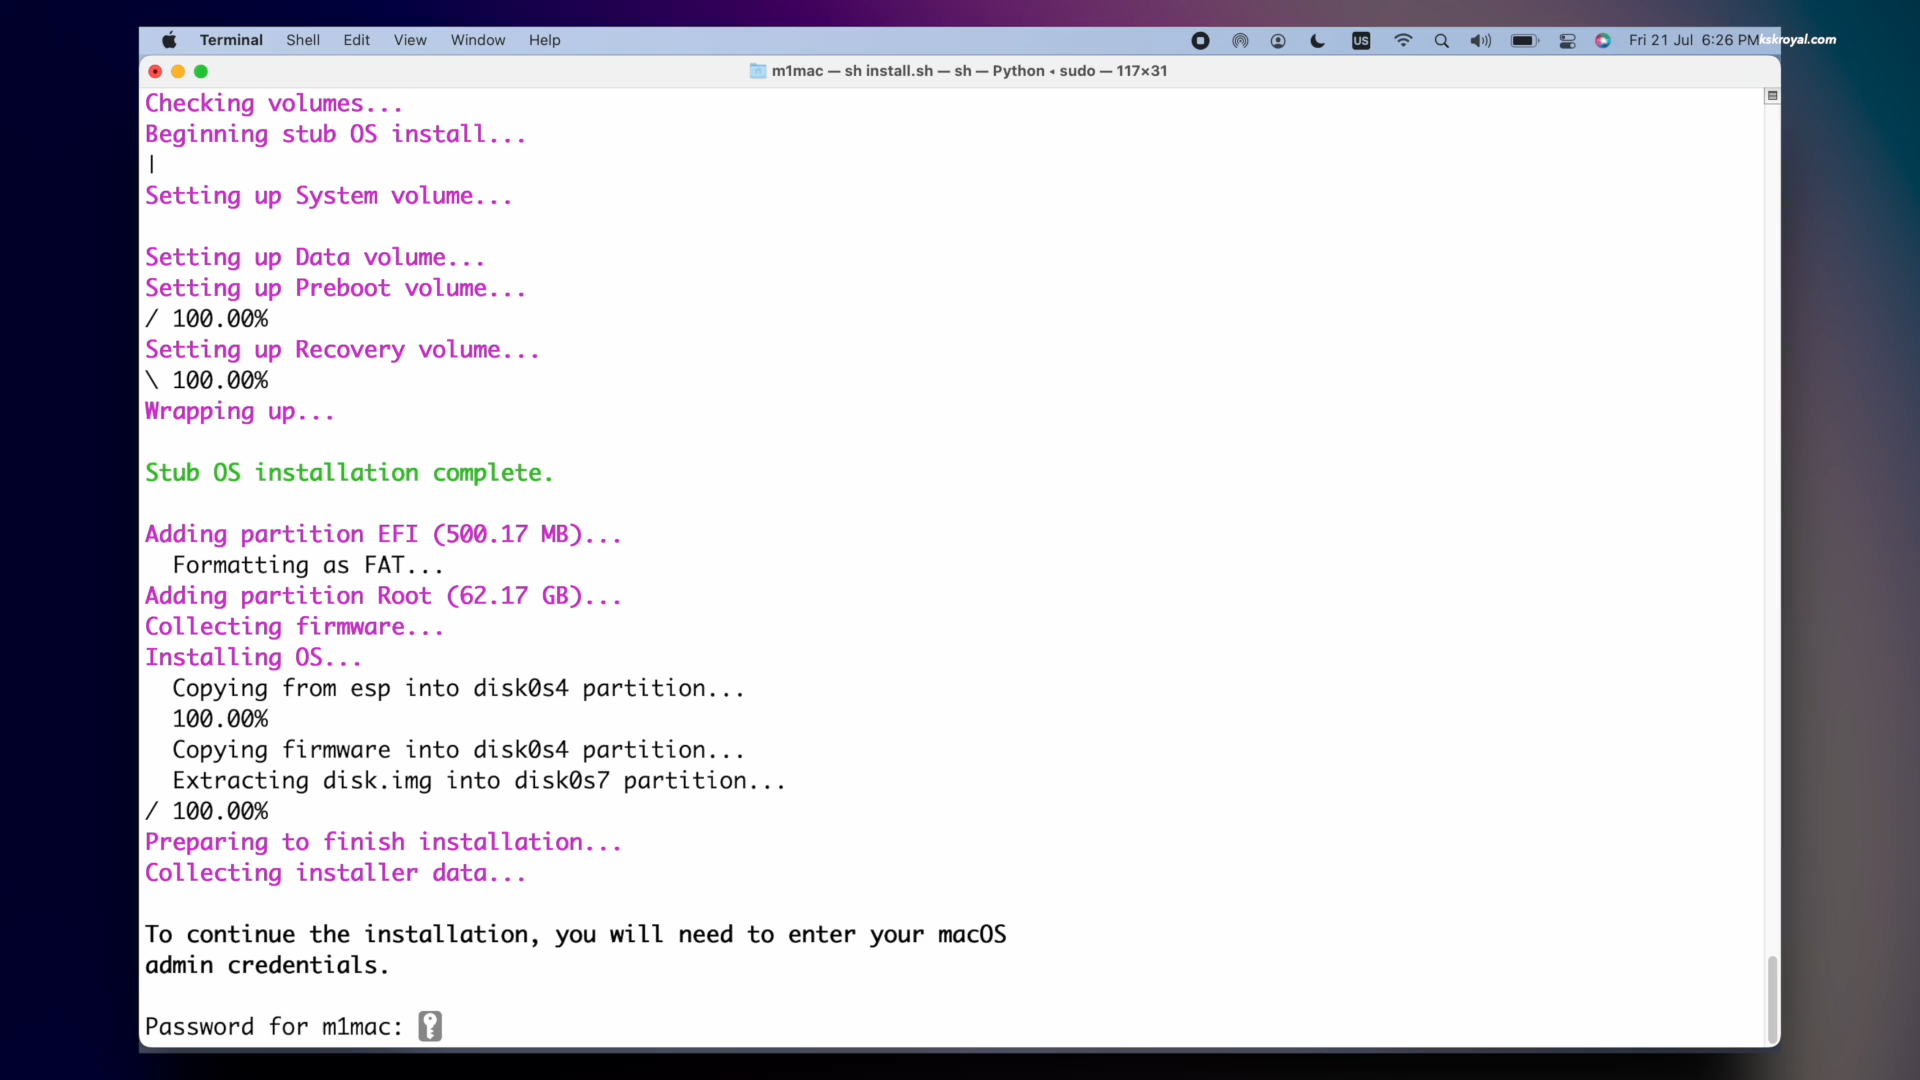 Terminal Shell Edit View Window Help US Fri 21 Jul 6:26 PM kskroyal.com
m1mac — sh install.sh — sh — Python ◂ sudo — 117×31
Checking volumes...
Beginning stub OS install...
|
Setting up System volume...
Setting up Data volume...
Setting up Preboot volume...
/ 100.00%
Setting up Recovery volume...
\ 100.00%
Wrapping up...
Stub OS installation complete.
Adding partition EFI (500.17 MB)...
Formatting as FAT...
Adding partition Root (62.17 GB)...
Collecting firmware...
Installing OS...
Copying from esp into disk0s4 partition...
100.00%
Copying firmware into disk0s4 partition...
Extracting disk.img into disk0s7 partition...
/ 100.00%
Preparing to finish installation...
Collecting installer data...
To continue the installation, you will need to enter your macOS
admin credentials.
Password for m1mac: